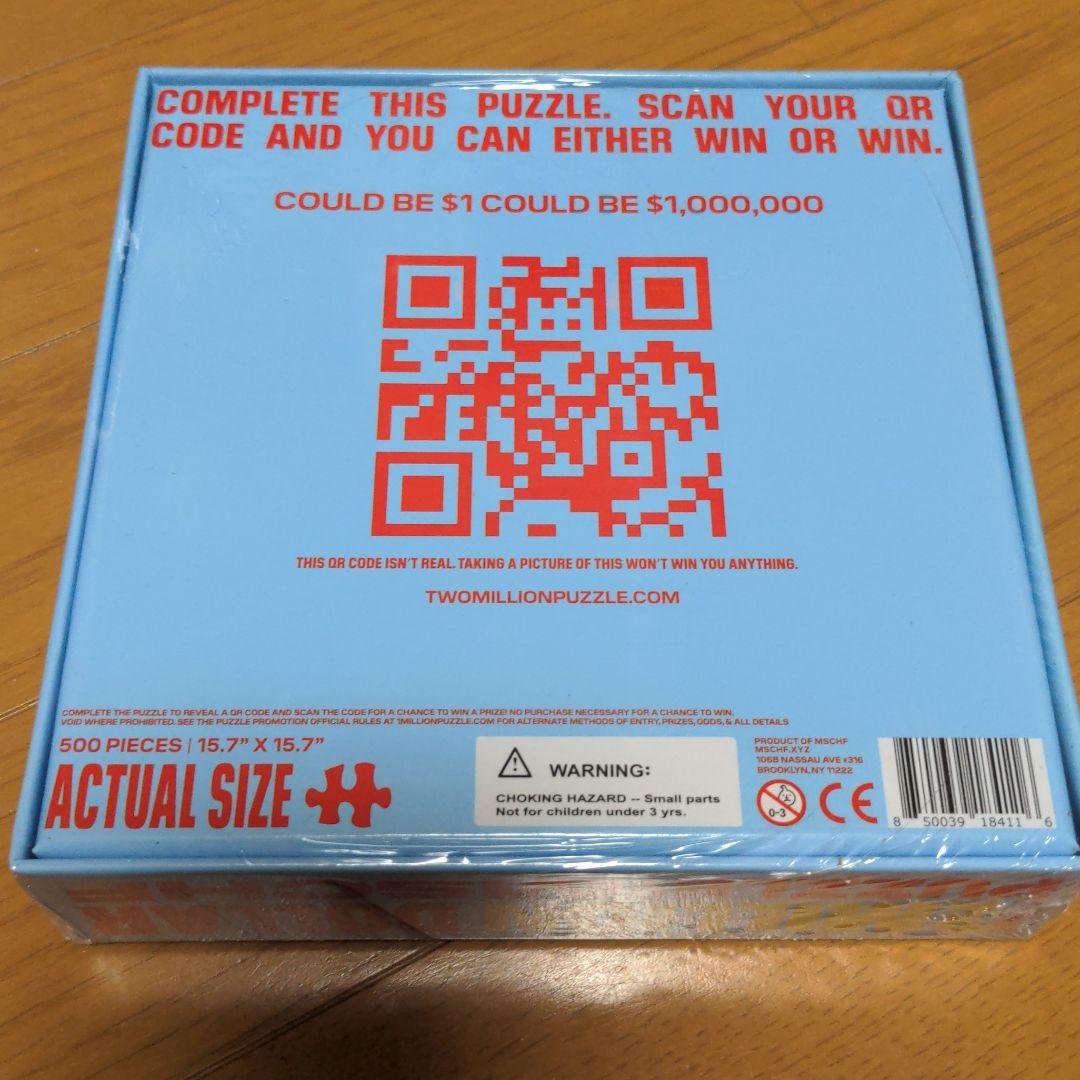 COMPLETE THIS PUZZLE. SCAN YOUR QR
CODE AND YOU CAN EITHER WIN OR WIN.
COULD BE $1 COULD BE $1,000,000
THIS QR CODE ISN'T REAL. TAKING A PICTURE OF THIS WON'T WIN YOU ANYTHING.
TWOMILLIONPUZZLE.COM
COMPLETE THE PUZZLE TO REVEAL A QR CODE AND SCAN THE CODE FOR A CHANCE TO WIN A PRIZE! NO PURCHASE NECESSARY FOR A CHANCE TO WIN.
VOID WHERE PROHIBITED. SEE THE PUZZLE PROMOTION OFFICIAL RULES AT 1MILLIONPUZZLE.COM FOR ALTERNATE METHODS OF ENTRY, PRIZES, ODDS, & ALL DETAILS
500 PIECES | 15.7" X 15.7"
ACTUAL SIZE
WARNING:
CHOKING HAZARD -- Small parts
Not for children under 3 yrs.
PRODUCT OF MSCHF
MSCHF.XYZ
106B NASSAU AVE #316
BROOKLYN, NY 11222
0-3
CE
8 50039 18411 6